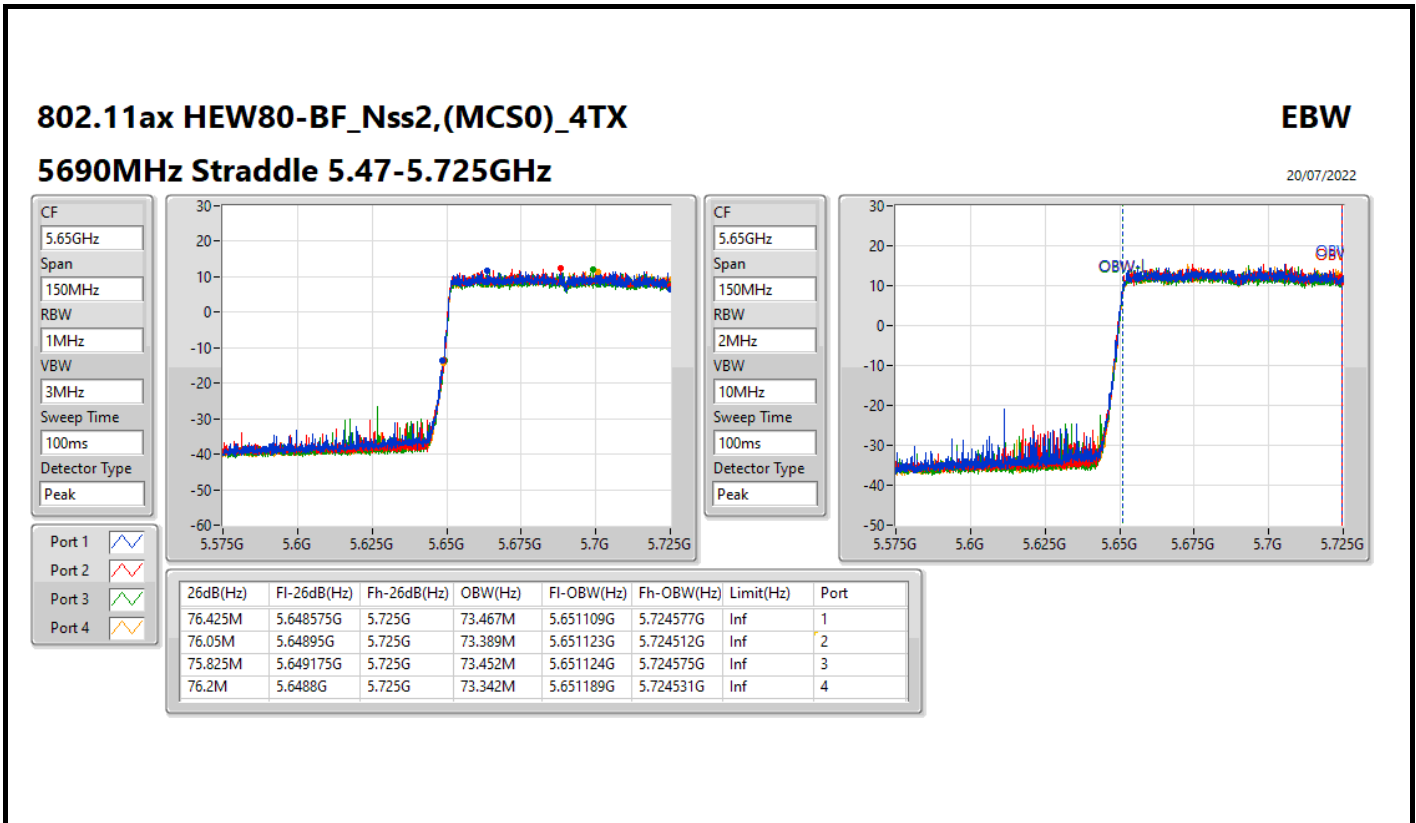 802.11ax HEW80-BF_Nss2,(MCS0)_4TX
EBW
5690MHz Straddle 5.47-5.725GHz
20/07/2022
CF
5.65GHz
Span
150MHz
RBW
1MHz
VBW
3MHz
Sweep Time
100ms
Detector Type
Peak
30
20
10
0
-10
-20
-30
-40
-50
-60
5.575G 5.6G 5.625G 5.65G 5.675G 5.7G 5.725G
CF
5.65GHz
Span
150MHz
RBW
2MHz
VBW
10MHz
Sweep Time
100ms
Detector Type
Peak
30
20
10
0
-10
-20
-30
-40
-50
OBW
OBW
5.575G 5.6G 5.625G 5.65G 5.675G 5.7G 5.725G
Port 1
Port 2
Port 3
Port 4
26dB(Hz) Fl-26dB(Hz) Fh-26dB(Hz) OBW(Hz) Fl-OBW(Hz) Fh-OBW(Hz) Limit(Hz) Port
76.425M 5.648575G 5.725G 73.467M 5.651109G 5.724577G Inf 1
76.05M 5.64895G 5.725G 73.389M 5.651123G 5.724512G Inf 2
75.825M 5.649175G 5.725G 73.452M 5.651124G 5.724575G Inf 3
76.2M 5.6488G 5.725G 73.342M 5.651189G 5.724531G Inf 4